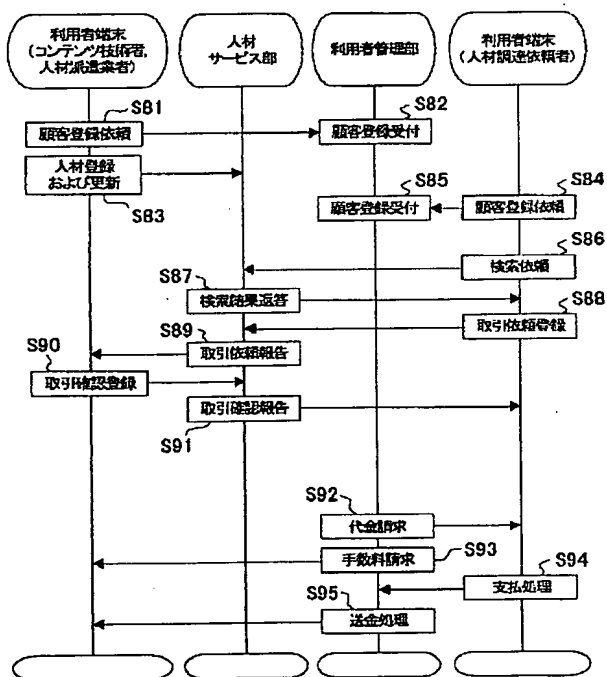 利用者端末
(コンテンツ技術者,
人材派遣業者)
人材
サービス部
利用者管理部
利用者端末
(人材調達依頼者)
S81
顧客登録依頼
S82
顧客登録受付
人材登録
および更新
S83
S85
顧客登録受付
S84
顧客登録依頼
S86
検索依頼
S87
検索結果返答
S88
取引依頼登録
S89
取引依頼報告
S90
取引確認登録
取引確認報告
S91
S92
代金請求
手数料請求
S93
S94
支払処理
S95
送金処理